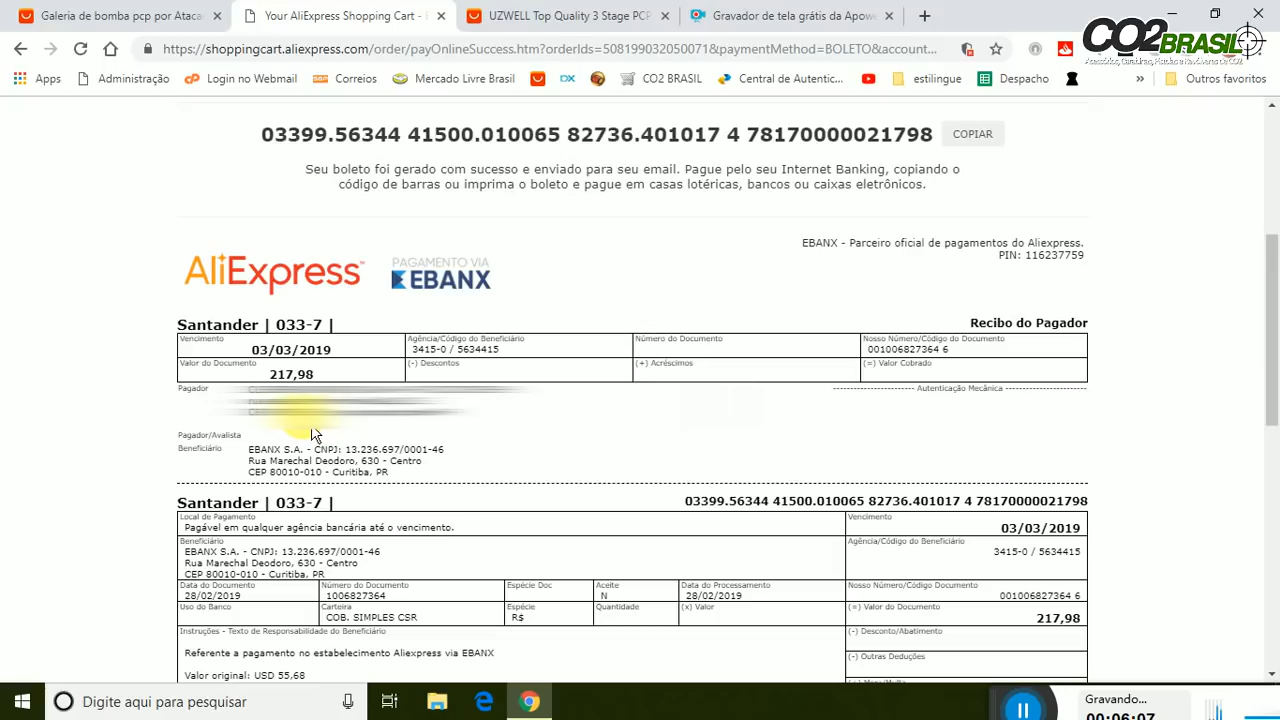 Galeria de bomba pcp por Ataca
Your AliExpress Shopping Cart -
UZWELL Top Quality 3 Stage PCP
Gravador de tela grátis da Apow
CO2 BRASIL
https://shoppingcart.aliexpress.com/order/payOnlineSuccess.htm?orderIds=508199032050071&paymentMethod=BOLETO&accoun...
Apps
Administração
Login no Webmail
Correios
Mercado Livre Brasil
DX
CO2 BRASIL
Central de Autentic...
estilingue
Despacho
»
Outros favoritos
03399.56344 41500.010065 82736.401017 4 78170000021798
COPIAR
Seu boleto foi gerado com sucesso e enviado para seu email. Pague pelo seu Internet Banking, copiando o
código de barras ou imprima o boleto e pague em casas lotéricas, bancos ou caixas eletrônicos.
EBANX - Parceiro oficial de pagamentos do Aliexpress.
PIN: 116237759
AliExpress™
PAGAMENTO VIA
EBANX
Santander | 033-7 |
Recibo do Pagador
Vencimento
Agência/Código do Beneficiário
Número do Documento
Nosso Número/Código do Documento
03/03/2019
3415-0 / 5634415
001006827364 6
Valor do Documento
(-) Descontos
(+) Acréscimos
(=) Valor Cobrado
217,98
Pagador
Autenticação Mecânica
Pagador/Avalista
Beneficiário
EBANX S.A. - CNPJ: 13.236.697/0001-46
Rua Marechal Deodoro, 630 - Centro
CEP 80010-010 - Curitiba, PR
Santander | 033-7 |
03399.56344 41500.010065 82736.401017 4 78170000021798
Local de Pagamento
Vencimento
Pagável em qualquer agência bancária até o vencimento.
03/03/2019
Beneficiário
Agência/Código do Beneficiário
EBANX S.A. - CNPJ: 13.236.697/0001-46
3415-0 / 5634415
Rua Marechal Deodoro, 630 - Centro
CEP 80010-010 - Curitiba, PR
Data do Documento
Número do Documento
Espécie Doc
Aceite
Data do Processamento
Nosso Número/Código Documento
28/02/2019
1006827364
N
28/02/2019
001006827364 6
Uso do Banco
Carteira
Espécie
Quantidade
(x) Valor
(=) Valor do Documento
COB. SIMPLES CSR
R$
217,98
Instruções - Texto de Responsabilidade do Beneficiário
(-) Desconto/Abatimento
Referente a pagamento no estabelecimento Aliexpress via EBANX
(-) Outras Deduções
Valor original: USD 55,68
Digite aqui para pesquisar
Gravando...
00:06:07